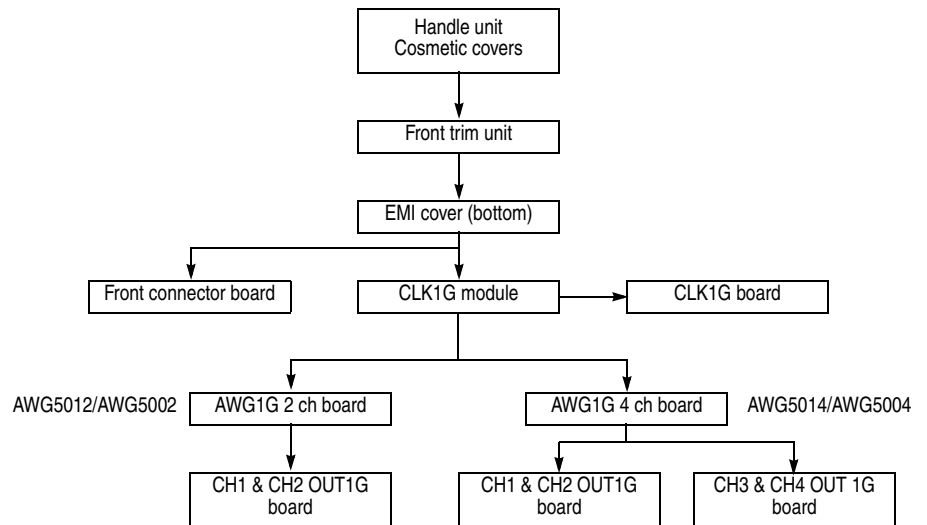 Handle unit
Cosmetic covers
Front trim unit
EMI cover (bottom)
Front connector board
CLK1G module
CLK1G board
AWG5012/AWG5002
AWG1G 2 ch board
AWG1G 4 ch board
AWG5014/AWG5004
CH1 & CH2 OUT1G
board
CH1 & CH2 OUT1G
board
CH3 & CH4 OUT 1G
board